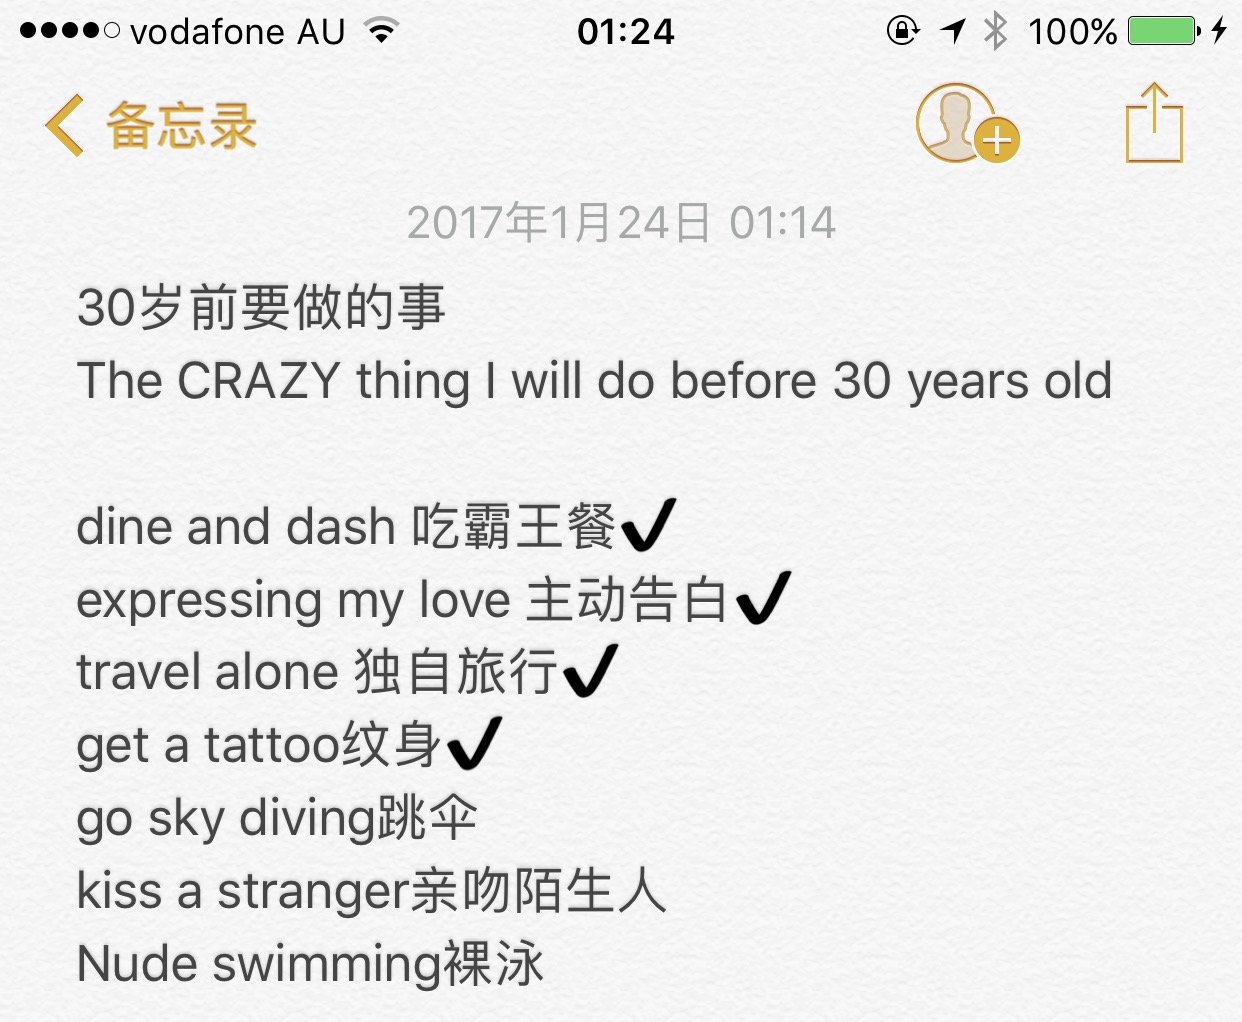 vodafone AU 01:24 100%
备忘录
2017年1月24日 01:14
30岁前要做的事
The CRAZY thing I will do before 30 years old
dine and dash 吃霸王餐✔
expressing my love 主动告白✔
travel alone 独自旅行✔
get a tattoo纹身✔
go sky diving跳伞
kiss a stranger亲吻陌生人
Nude swimming裸泳